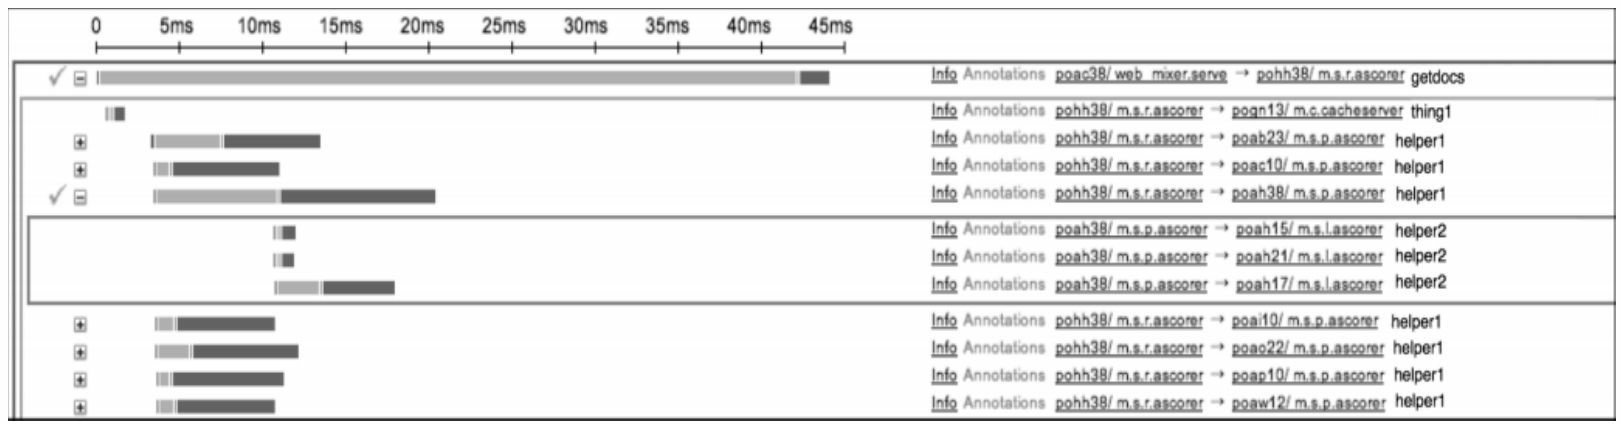 0 5ms 10ms 15ms 20ms 25ms 30ms 35ms 40ms 45ms
Info Annotations poac38/ web_mixer.serve → pohh38/ m.s.r.ascorer getdocs
Info Annotations pohh38/ m.s.r.ascorer → pogn13/ m.c.cacheserver thing1
Info Annotations pohh38/ m.s.r.ascorer → poab23/ m.s.p.ascorer helper1
Info Annotations pohh38/ m.s.r.ascorer → poac10/ m.s.p.ascorer helper1
Info Annotations pohh38/ m.s.r.ascorer → poah38/ m.s.p.ascorer helper1
Info Annotations poah38/ m.s.p.ascorer → poah15/ m.s.l.ascorer helper2
Info Annotations poah38/ m.s.p.ascorer → poah21/ m.s.l.ascorer helper2
Info Annotations poah38/ m.s.p.ascorer → poah17/ m.s.l.ascorer helper2
Info Annotations pohh38/ m.s.r.ascorer → poai10/ m.s.p.ascorer helper1
Info Annotations pohh38/ m.s.r.ascorer → poao22/ m.s.p.ascorer helper1
Info Annotations pohh38/ m.s.r.ascorer → poap10/ m.s.p.ascorer helper1
Info Annotations pohh38/ m.s.r.ascorer → poaw12/ m.s.p.ascorer helper1